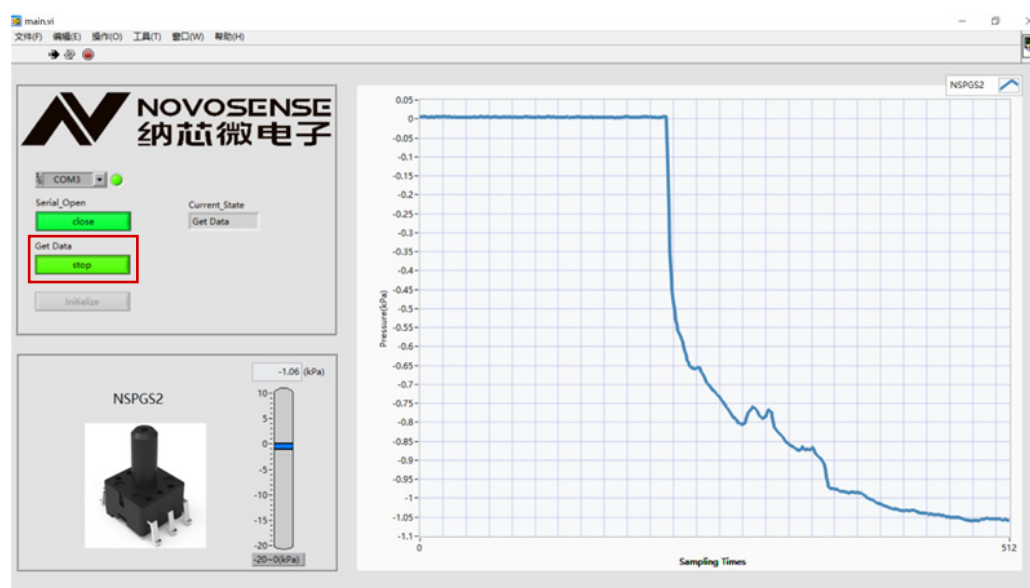 main.vi
文件(F) 编辑(E) 操作(O) 工具(T) 窗口(W) 帮助(H)
NOVOSENSE
纳芯微电子
COM3
Serial_Open
close
Current_State
Get Data
Get Data
stop
Initialize
NSPGS2
-1.06 (kPa)
10
5
0
-5
-10
-15
-20
-20~0(kPa)
NSPGS2
Pressure(kPa)
0.05
0
-0.05
-0.1
-0.15
-0.2
-0.25
-0.3
-0.35
-0.4
-0.45
-0.5
-0.55
-0.6
-0.65
-0.7
-0.75
-0.8
-0.85
-0.9
-0.95
-1
-1.05
-1.1
0
512
Sampling Times